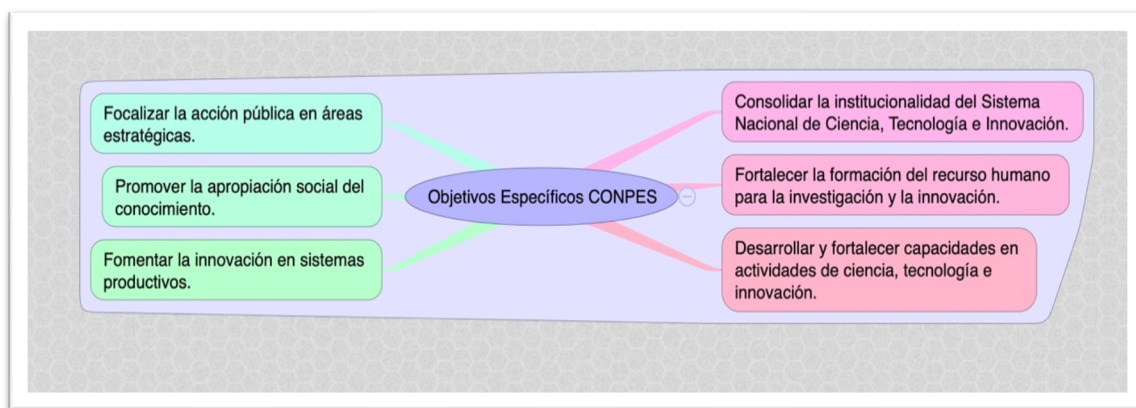 Focalizar la acción pública en áreas
estratégicas.
Promover la apropiación social del
conocimiento.
Fomentar la innovación en sistemas
productivos.
Objetivos Específicos CONPES
Consolidar la institucionalidad del Sistema
Nacional de Ciencia, Tecnología e Innovación.
Fortalecer la formación del recurso humano
para la investigación y la innovación.
Desarrollar y fortalecer capacidades en
actividades de ciencia, tecnología e
innovación.